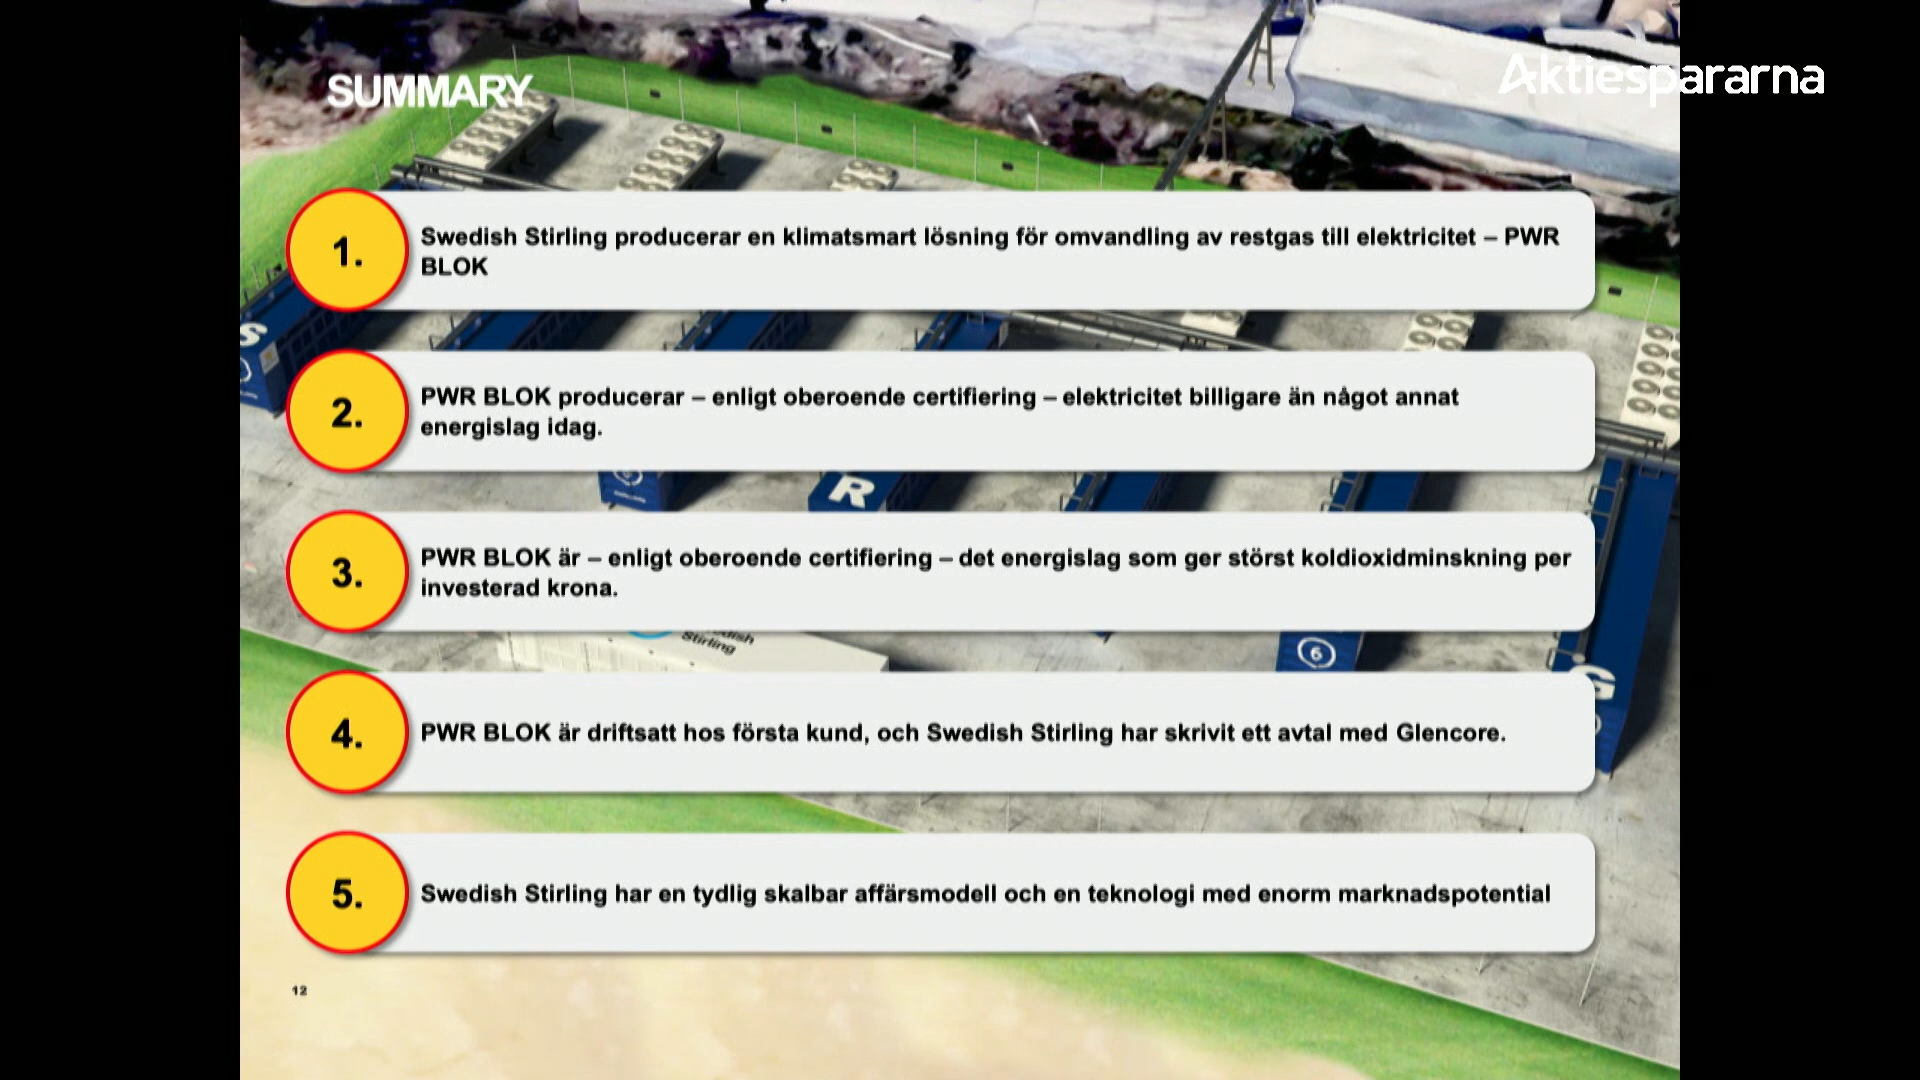 SUMMARY
Aktiespararna
1.
Swedish Stirling producerar en klimatsmart lösning för omvandling av restgas till elektricitet – PWR
BLOK
S
2.
PWR BLOK producerar – enligt oberoende certifiering – elektricitet billigare än något annat
energislag idag.
R
3.
PWR BLOK är – enligt oberoende certifiering – det energislag som ger störst koldioxidminskning per
investerad krona.
Stirling
6
G
4.
PWR BLOK är driftsatt hos första kund, och Swedish Stirling har skrivit ett avtal med Glencore.
5.
Swedish Stirling har en tydlig skalbar affärsmodell och en teknologi med enorm marknadspotential
12